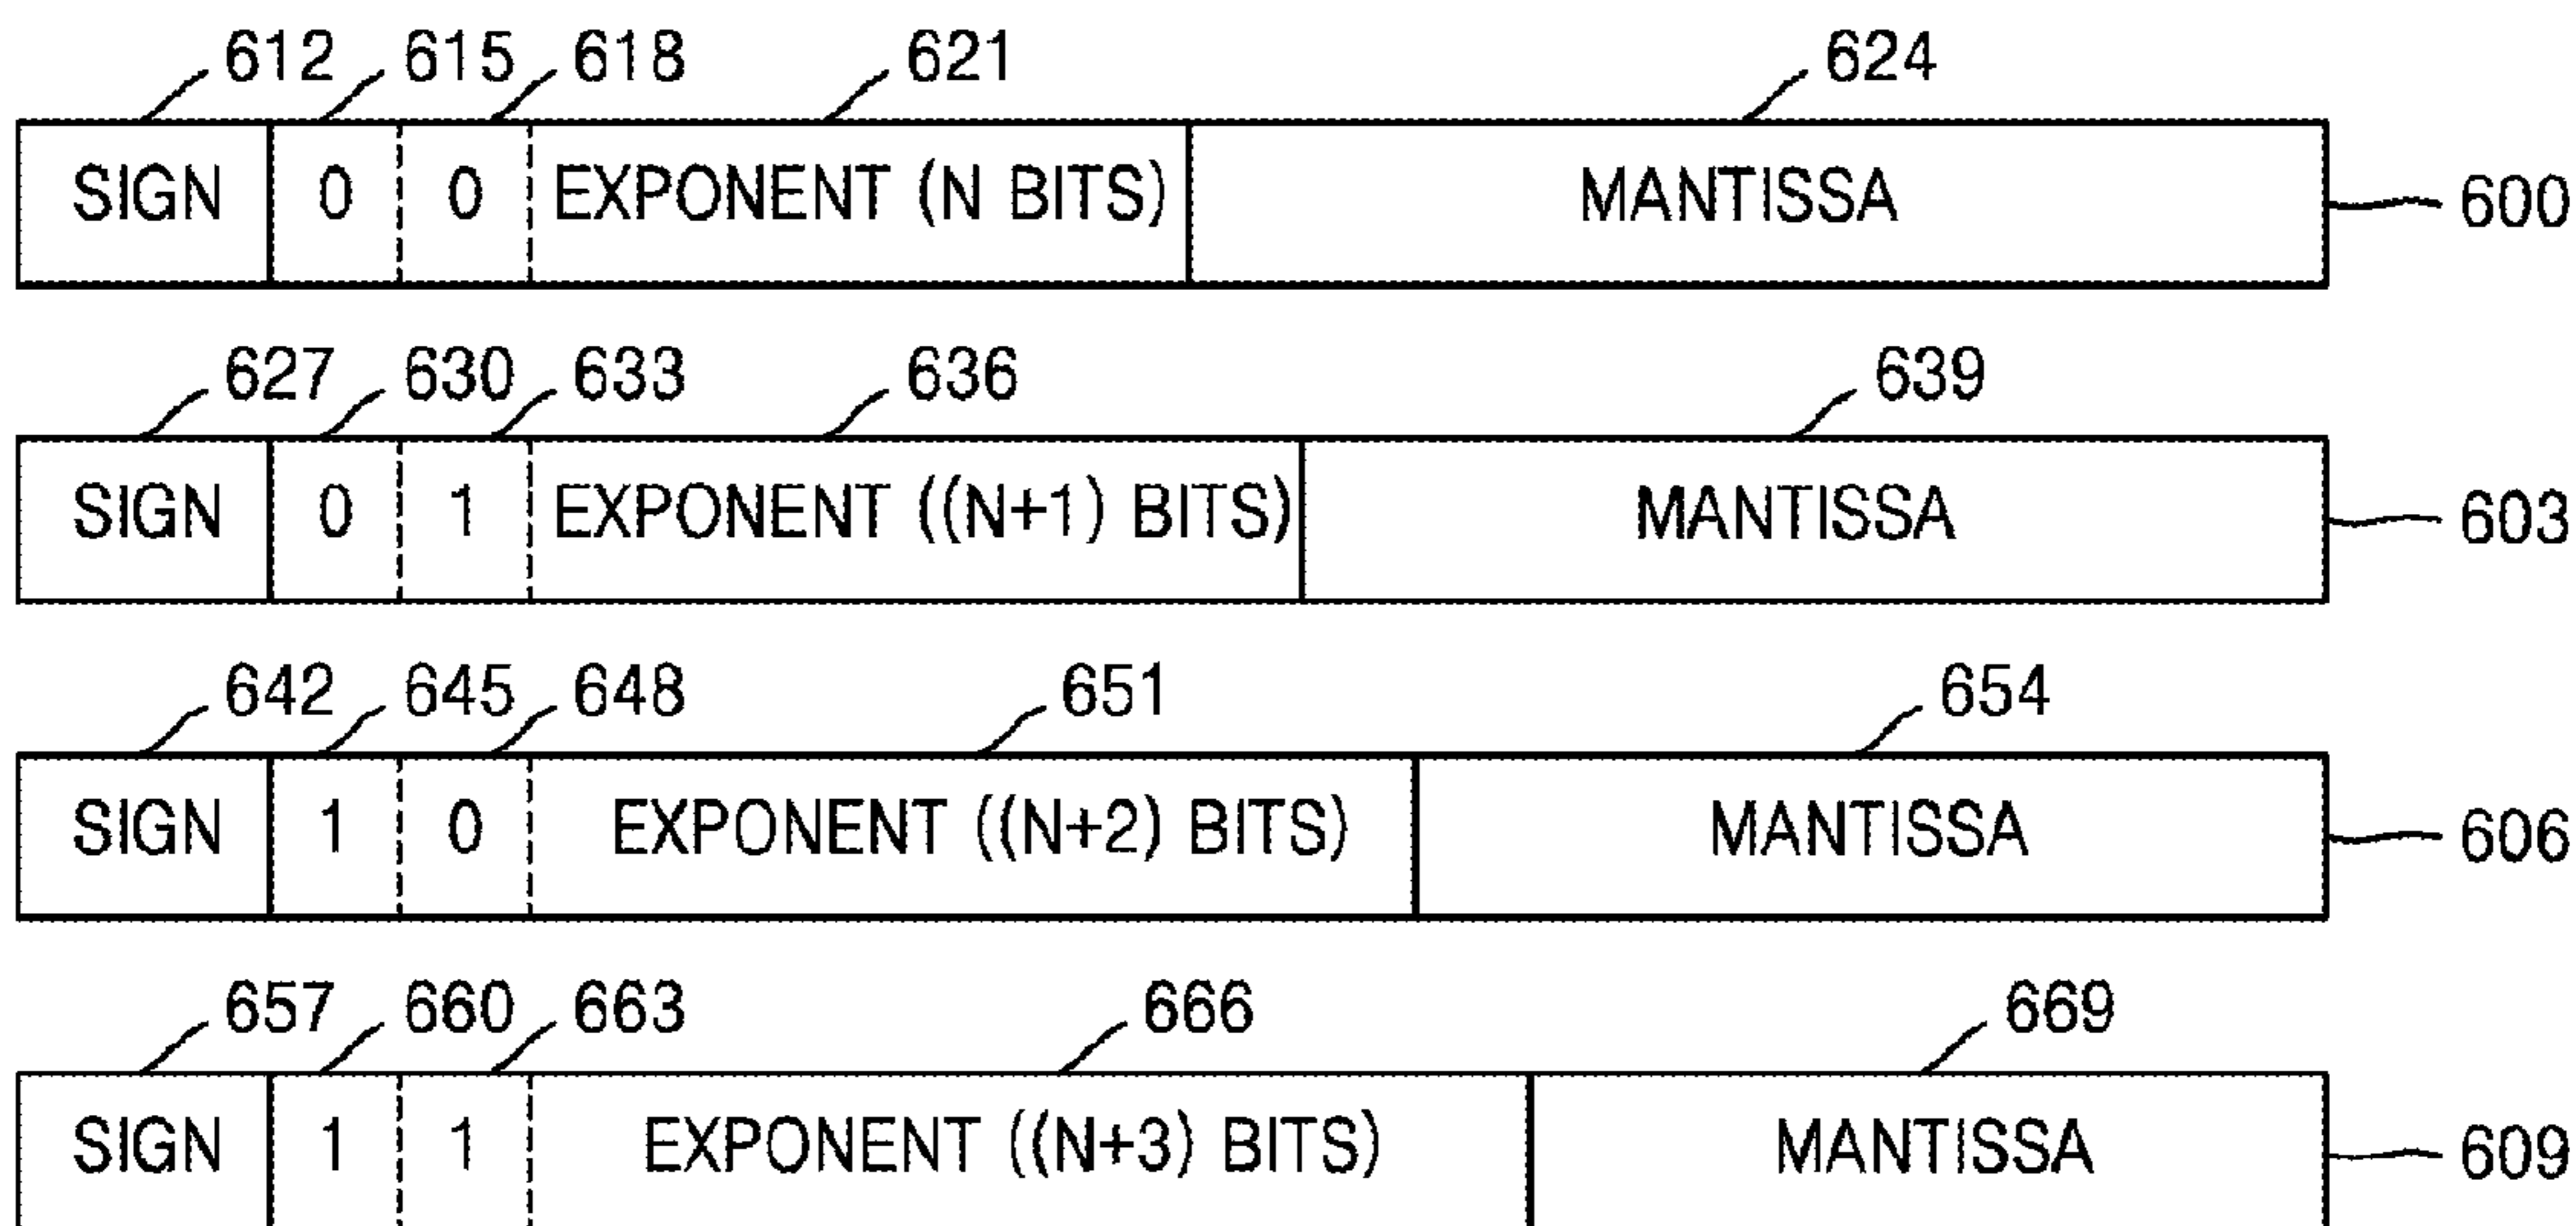 612 615 618 621 624
SIGN 0 0 EXPONENT (N BITS) MANTISSA 600
627 630 633 636 639
SIGN 0 1 EXPONENT ((N+1) BITS) MANTISSA 603
642 645 648 651 654
SIGN 1 0 EXPONENT ((N+2) BITS) MANTISSA 606
657 660 663 666 669
SIGN 1 1 EXPONENT ((N+3) BITS) MANTISSA 609